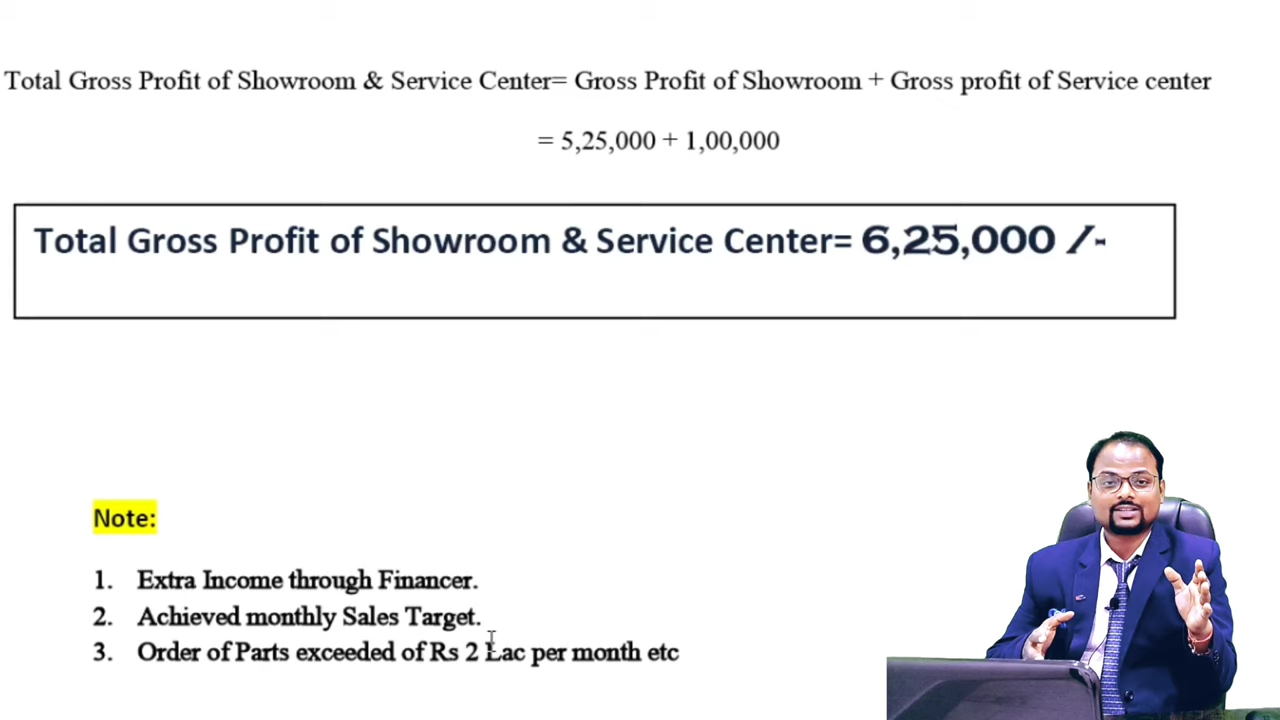 Total Gross Profit of Showroom & Service Center= Gross Profit of Showroom + Gross profit of Service center
= 5,25,000 + 1,00,000
Total Gross Profit of Showroom & Service Center= 6,25,000 /-
Note:
1. Extra Income through Financer.
2. Achieved monthly Sales Target.
3. Order of Parts exceeded of Rs 2 Lac per month etc